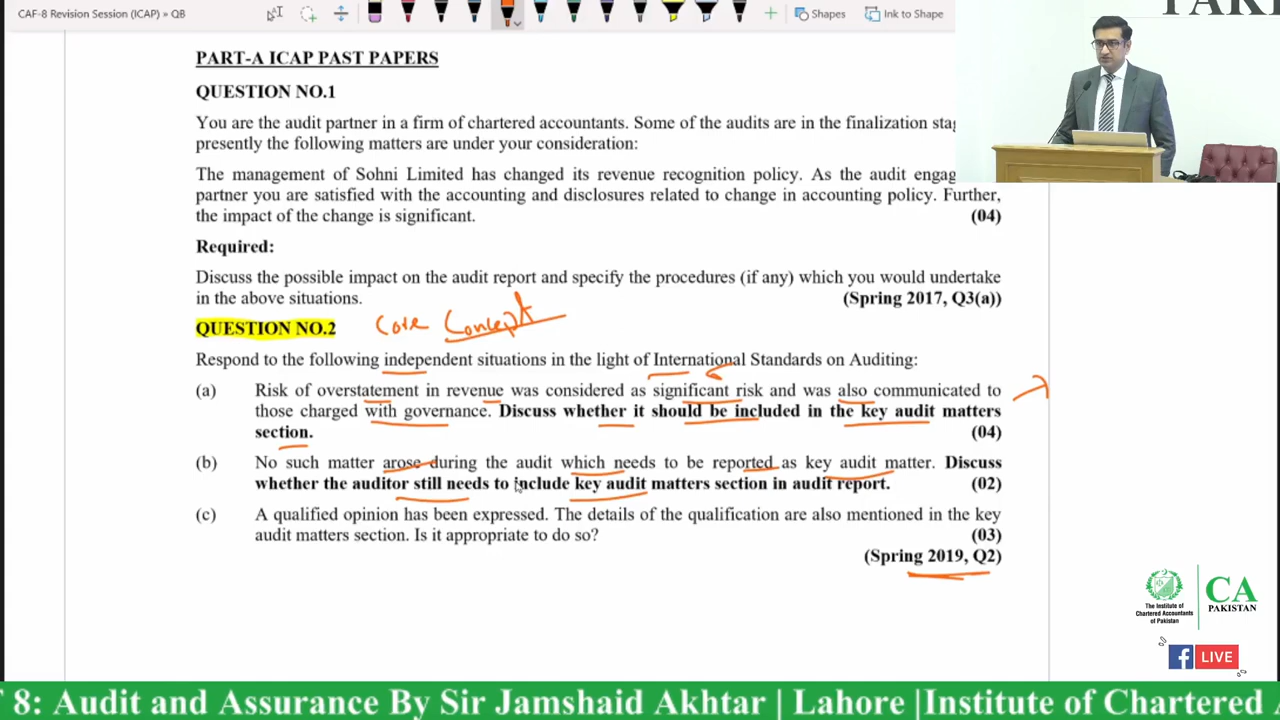 CAF-8 Revision Session (ICAP) » QB
Shapes
Ink to Shape
PART-A ICAP PAST PAPERS
QUESTION NO.1
You are the audit partner in a firm of chartered accountants. Some of the audits are in the finalization
presently the following matters are under your consideration:
The management of Sohni Limited has changed its revenue recognition policy. As the audit
partner you are satisfied with the accounting and disclosures related to change in accounting policy. Further,
the impact of the change is significant. (04)
Required:
Discuss the possible impact on the audit report and specify the procedures (if any) which you would undertake
in the above situations. (Spring 2017, Q3(a))
QUESTION NO.2 Core Concept
Respond to the following independent situations in the light of International Standards on Auditing:
(a) Risk of overstatement in revenue was considered as significant risk and was also communicated to
those charged with governance. Discuss whether it should be included in the key audit matters
section. (04)
(b) No such matter arose during the audit which needs to be reported as key audit matter. Discuss
whether the auditor still needs to include key audit matters section in audit report. (02)
(c) A qualified opinion has been expressed. The details of the qualification are also mentioned in the key
audit matters section. Is it appropriate to do so? (03)
(Spring 2019, Q2)
The Institute of
Chartered Accountants
of Pakistan
CA
PAKISTAN
f LIVE
8: Audit and Assurance By Sir Jamshaid Akhtar | Lahore |Institute of Chartered